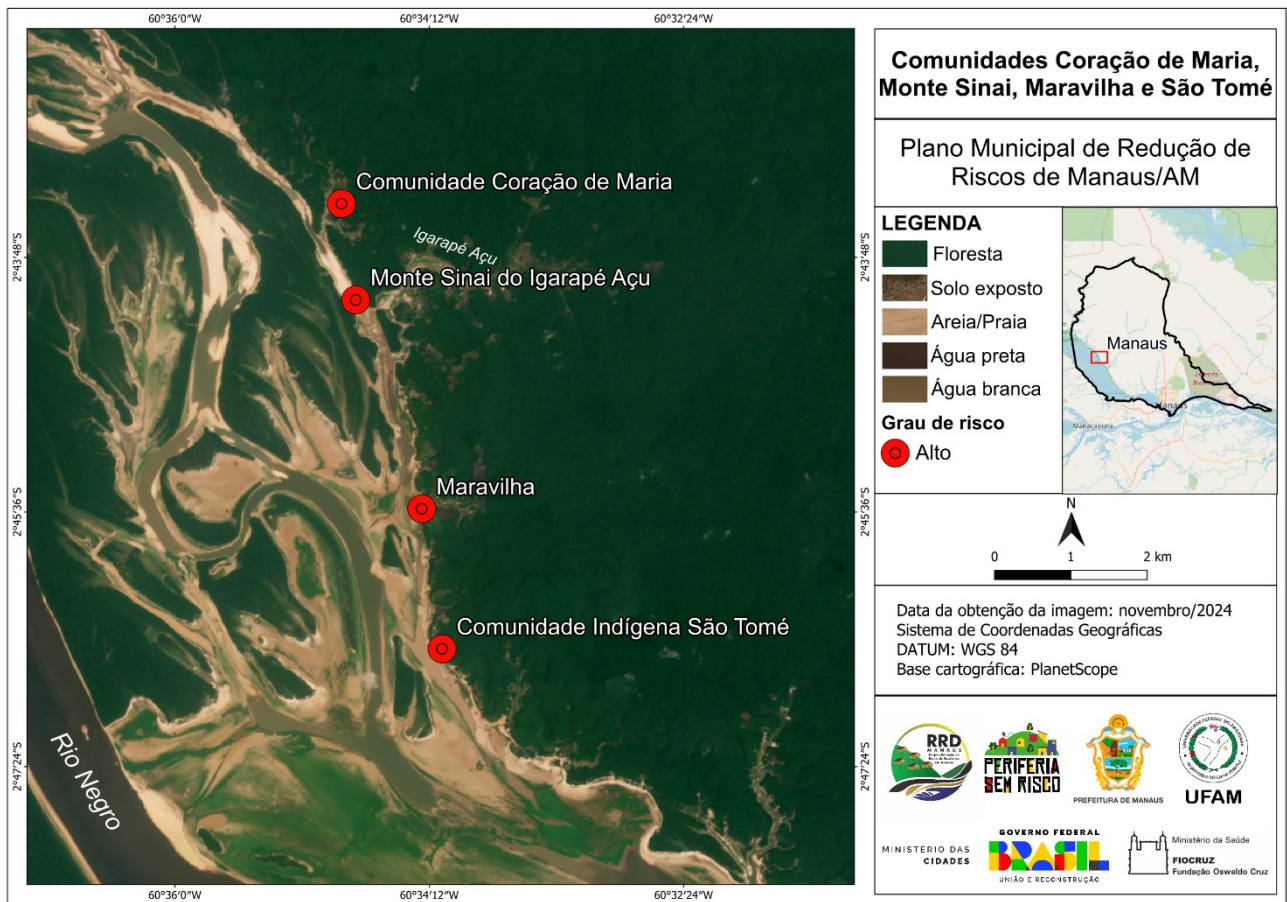 60°36'0"W
60°34'12"W
60°32'24"W
2°43'48"S
2°45'36"S
2°47'24"S
Comunidade Coração de Maria
Igarapé Açu
Monte Sinai do Igarapé Açu
Maravilha
Comunidade Indígena São Tomé
Rio Negro
2°43'48"S
2°45'36"S
2°47'24"S
60°36'0"W
60°34'12"W
60°32'24"W
Comunidades Coração de Maria,
Monte Sinai, Maravilha e São Tomé
Plano Municipal de Redução de
Riscos de Manaus/AM
LEGENDA
Floresta
Solo exposto
Areia/Praia
Água preta
Água branca
Grau de risco
Alto
Manaus
Manaus
Manacapuru
N
0 1 2 km
Data da obtenção da imagem: novembro/2024
Sistema de Coordenadas Geográficas
DATUM: WGS 84
Base cartográfica: PlanetScope
RRD
MANAUS
PERIFERIA
SEM RISCO
PREFEITURA DE MANAUS
UFAM
MINISTÉRIO DAS
CIDADES
GOVERNO FEDERAL
BRASIL
UNIÃO E RECONSTRUÇÃO
Ministério da Saúde
FIOCRUZ
Fundação Oswaldo Cruz